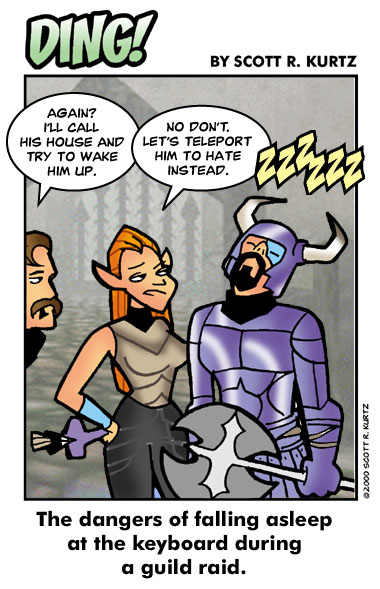 DING!
BY SCOTT R. KURTZ
AGAIN?
I'LL CALL
HIS HOUSE AND
TRY TO WAKE
HIM UP.
NO DON'T.
LET'S TELEPORT
HIM TO HATE
INSTEAD.
ZZZZZZ
©2000 SCOTT R. KURTZ
The dangers of falling asleep
at the keyboard during
a guild raid.